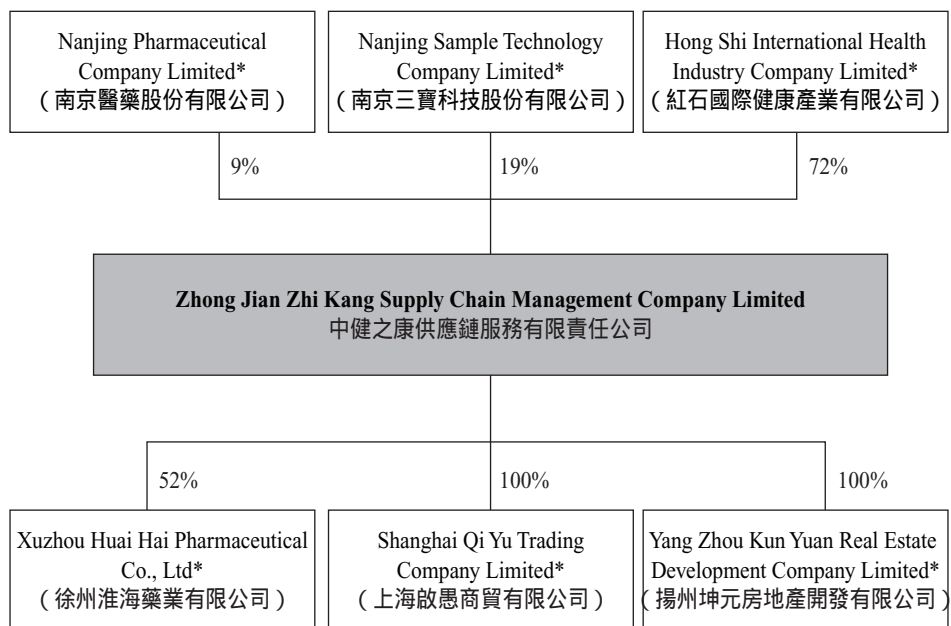 Nanjing Pharmaceutical
Company Limited*
（南京醫藥股份有限公司）
Nanjing Sample Technology
Company Limited*
（南京三寶科技股份有限公司）
Hong Shi International Health
Industry Company Limited*
（紅石國際健康產業有限公司）
9%
19%
72%
Zhong Jian Zhi Kang Supply Chain Management Company Limited
中健之康供應鏈服務有限責任公司
52%
100%
100%
Xuzhou Huai Hai Pharmaceutical
Co., Ltd*
（徐州淮海藥業有限公司）
Shanghai Qi Yu Trading
Company Limited*
（上海啟愚商貿有限公司）
Yang Zhou Kun Yuan Real Estate
Development Company Limited*
（揚州坤元房地產開發有限公司）